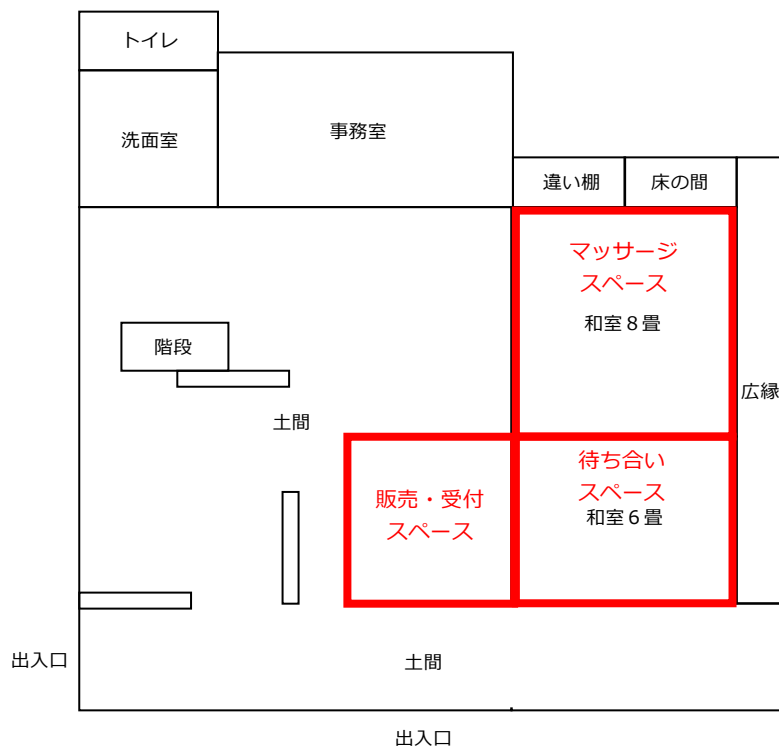 トイレ
洗面室
事務室
違い棚
床の間
マッサージ
スペース
和室８畳
階段
広縁
土間
待ち合い
スペース
和室６畳
販売・受付
スペース
出入口
土間
出入口